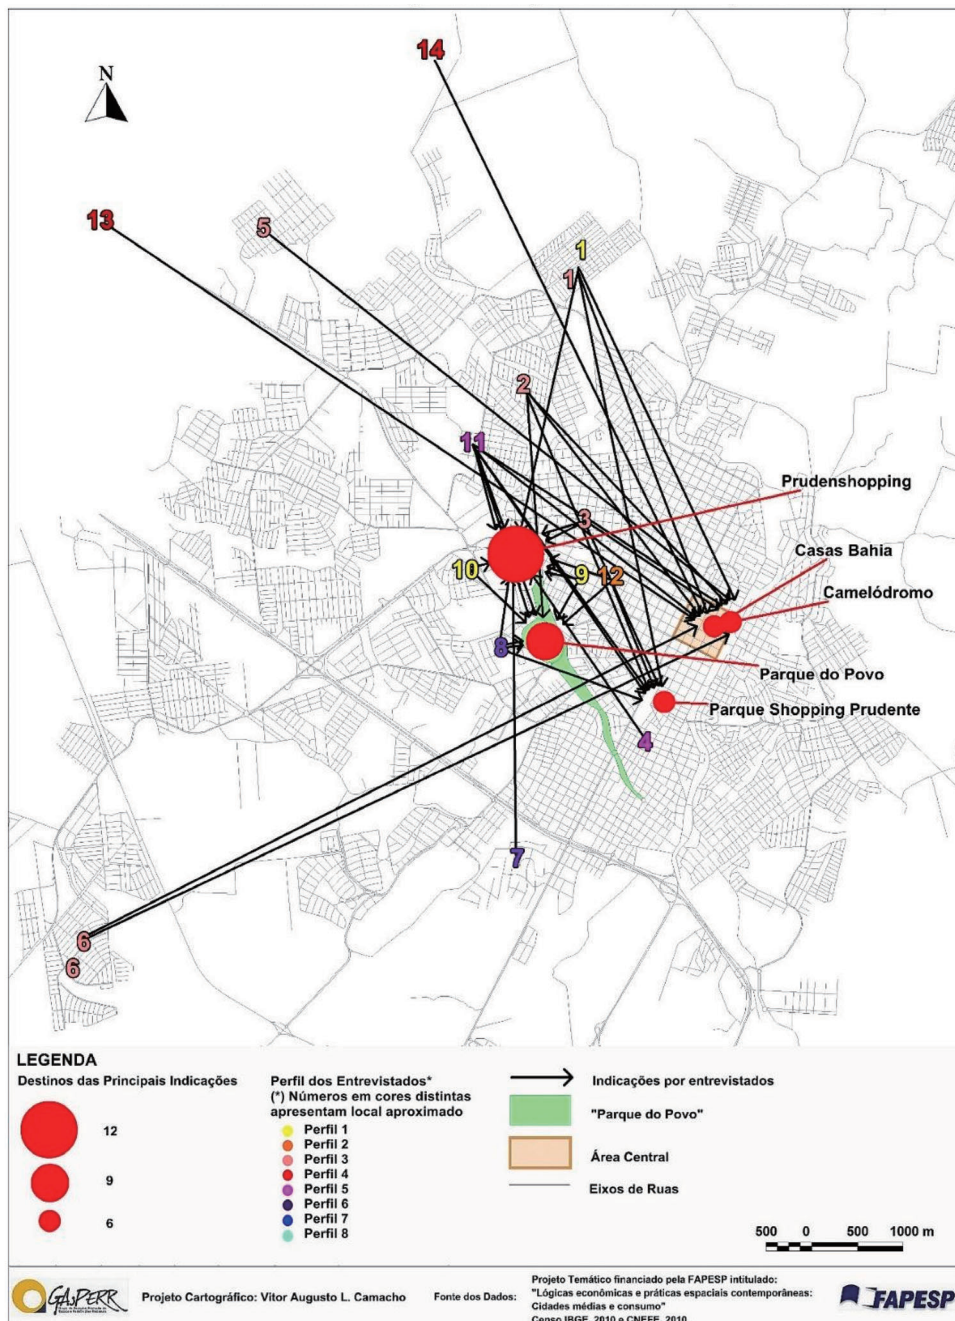 14
N
13
5
1
1
2
11
3
Prudenshopping
Casas Bahia
10
9
12
Camelódromo
8
Parque do Povo
Parque Shopping Prudente
4
7
6
6
LEGENDA
Destinos das Principais Indicações
12
9
6
Perfil dos Entrevistados*
(*) Números em cores distintas
apresentam local aproximado
Perfil 1
Perfil 2
Perfil 3
Perfil 4
Perfil 5
Perfil 6
Perfil 7
Perfil 8
Indicações por entrevistados
"Parque do Povo"
Área Central
Eixos de Ruas
500 0 500 1000 m
GAsPERR
Projeto Cartográfico: Vitor Augusto L. Camacho
Fonte dos Dados:
Projeto Temático financiado pela FAPESP intitulado:
"Lógicas econômicas e práticas espaciais contemporâneas:
Cidades médias e consumo"
Censo IBGE, 2010 e CNEFE, 2010
FAPESP